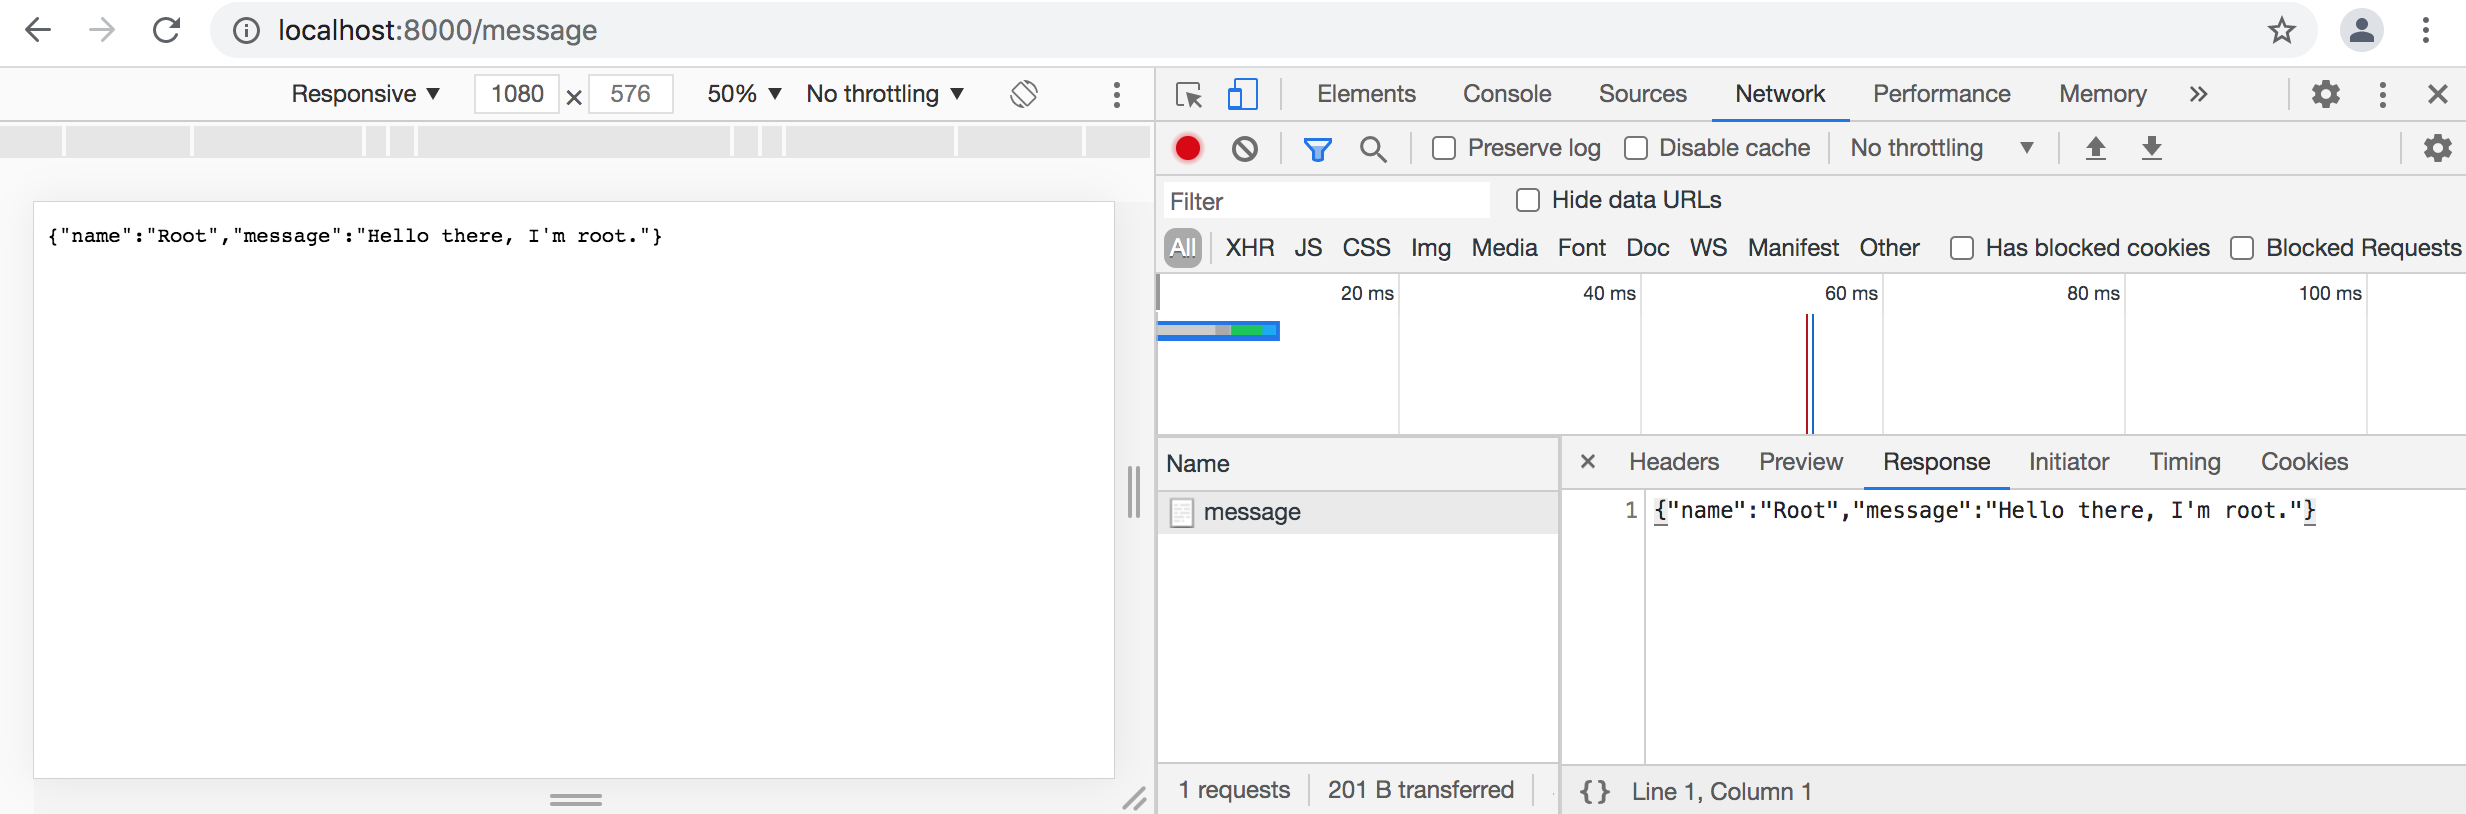 localhost:8000/message
Responsive ▼ 1080 × 576 50% ▼ No throttling ▼
Elements Console Sources Network Performance Memory »
Preserve log Disable cache No throttling ▼
Filter Hide data URLs
All XHR JS CSS Img Media Font Doc WS Manifest Other Has blocked cookies Blocked Requests
20 ms 40 ms 60 ms 80 ms 100 ms
{"name":"Root","message":"Hello there, I'm root."}
Name
message
× Headers Preview Response Initiator Timing Cookies
1 {"name":"Root","message":"Hello there, I'm root."}
1 requests 201 B transferred
{} Line 1, Column 1